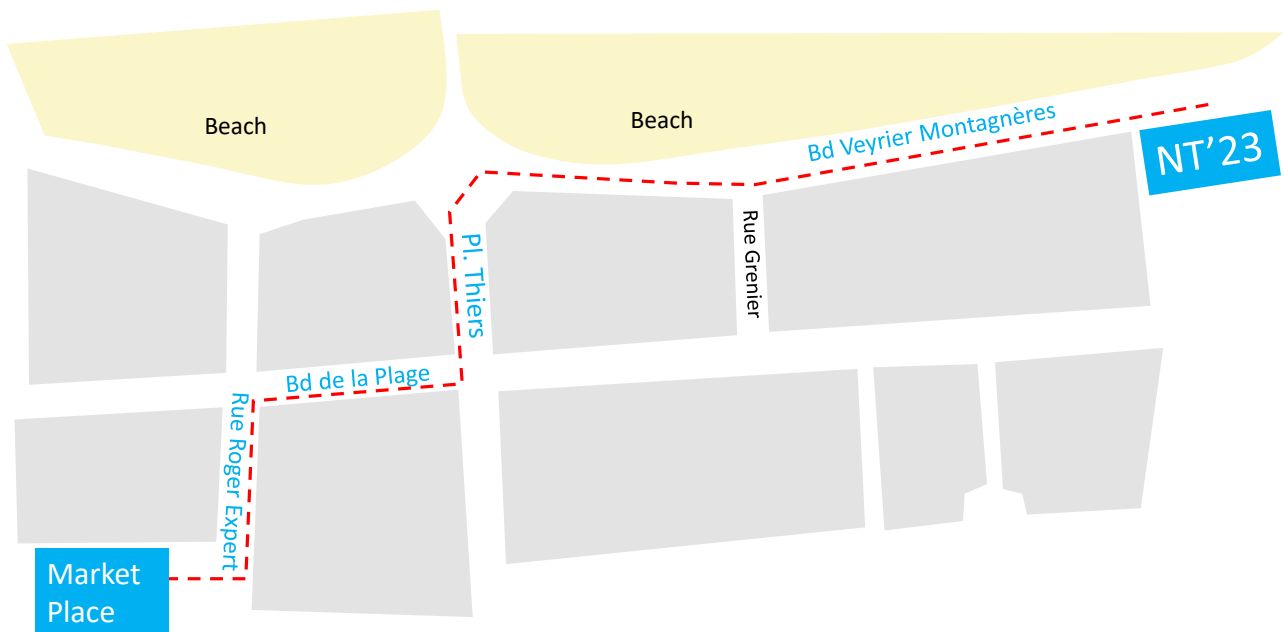 Beach
Beach
Bd Veyrier Montagnères
NT’23
Rue Grenier
Pl. Thiers
Bd de la Plage
Rue Roger Expert
Market
Place